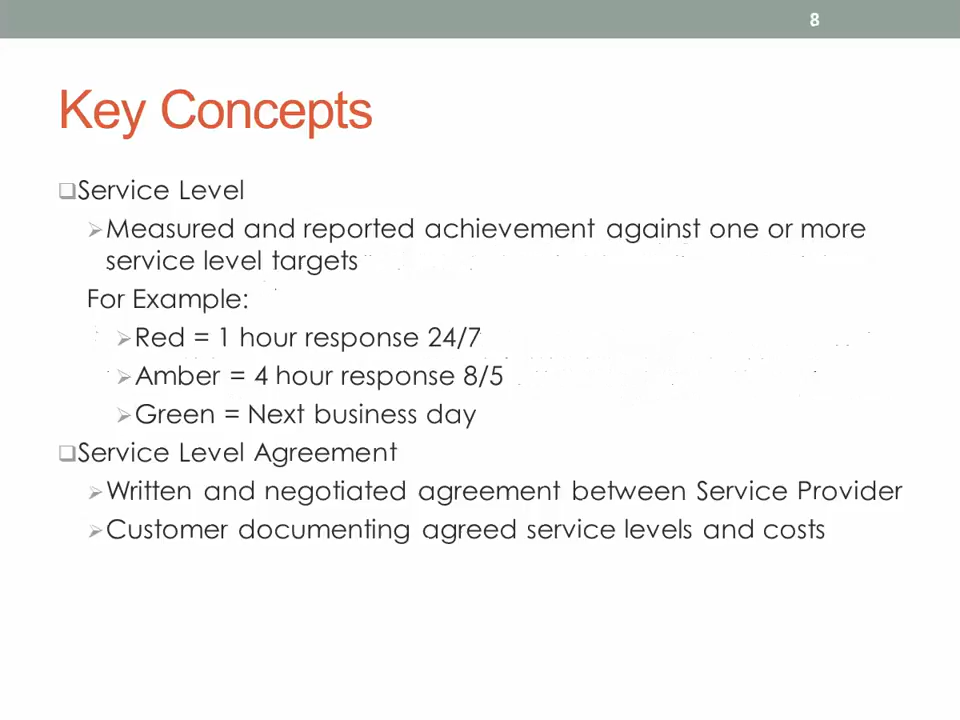 8
Key Concepts
Service Level
Measured and reported achievement against one or more
service level targets
For Example:
Red = 1 hour response 24/7
Amber = 4 hour response 8/5
Green = Next business day
Service Level Agreement
Written and negotiated agreement between Service Provider
Customer documenting agreed service levels and costs